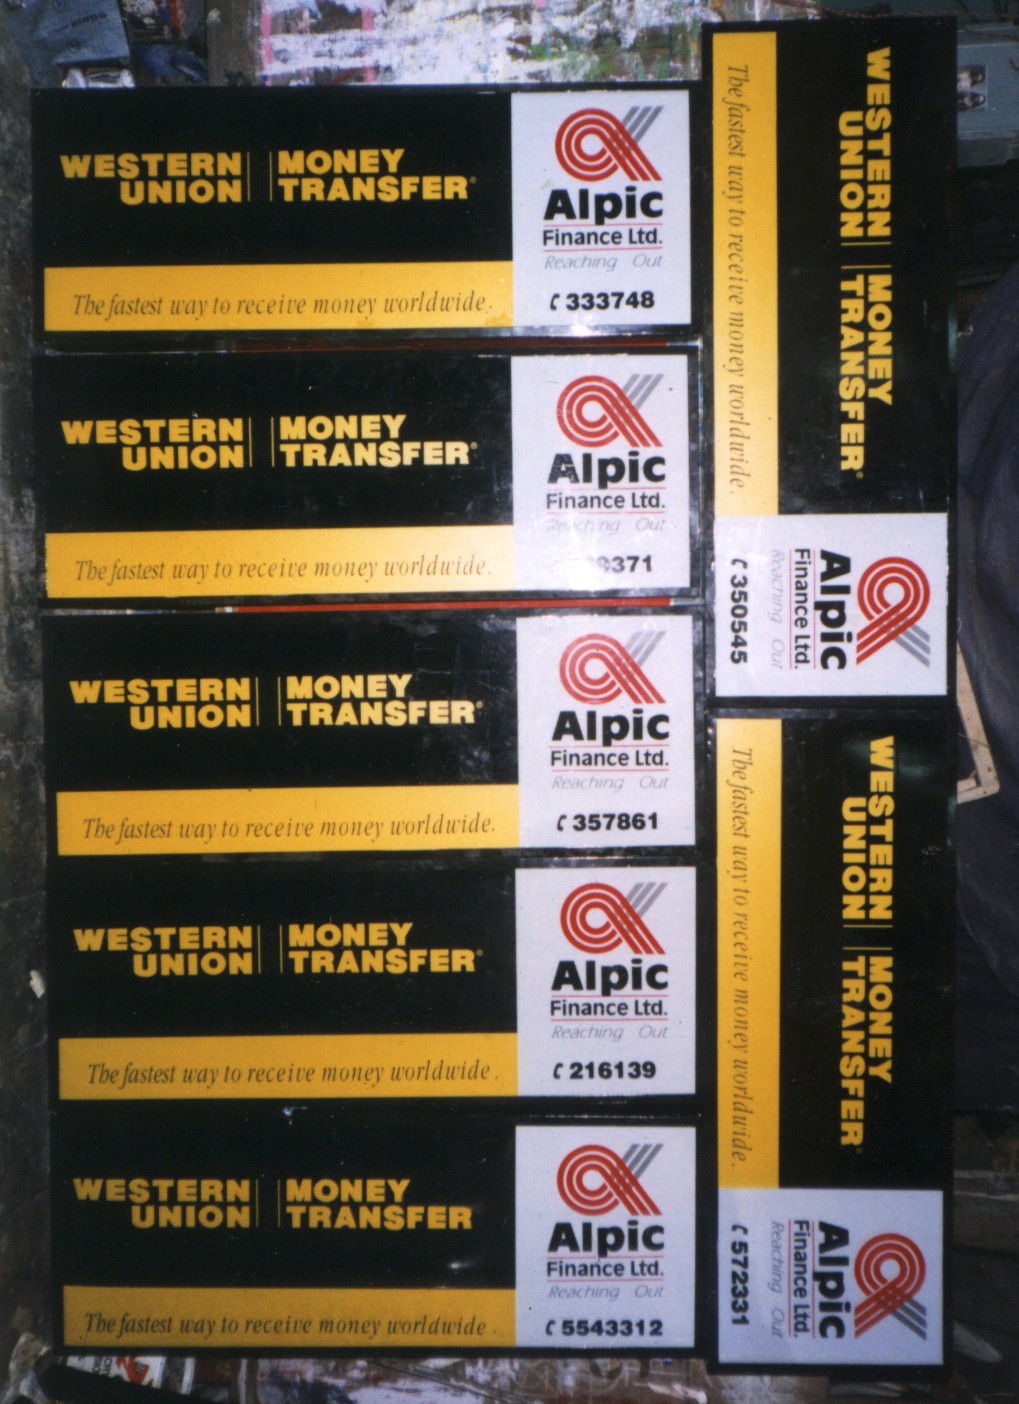 WESTERN UNION MONEY TRANSFER®
The fastest way to receive money worldwide.
Alpic
Finance Ltd.
Reaching Out
333748
WESTERN UNION MONEY TRANSFER®
The fastest way to receive money worldwide.
Alpic
Finance Ltd.
Reaching Out
WESTERN UNION MONEY TRANSFER®
The fastest way to receive money worldwide.
Alpic
Finance Ltd.
Reaching Out
357861
WESTERN UNION MONEY TRANSFER®
The fastest way to receive money worldwide.
Alpic
Finance Ltd.
Reaching Out
216139
WESTERN UNION MONEY TRANSFER
The fastest way to receive money worldwide.
Alpic
Finance Ltd.
Reaching Out
5543312
WESTERN UNION MONEY TRANSFER®
The fastest way to receive money worldwide.
Alpic
Finance Ltd.
Reaching Out
350545
WESTERN UNION MONEY TRANSFER®
The fastest way to receive money worldwide.
Alpic
Finance Ltd.
Reaching Out
572331